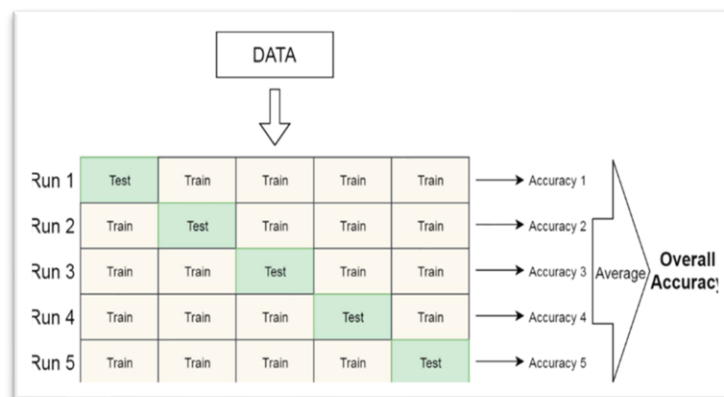 DATA
Run 1 Test Train Train Train Train Accuracy 1
Run 2 Train Test Train Train Train Accuracy 2
Run 3 Train Train Test Train Train Accuracy 3
Average
Overall
Accuracy
Run 4 Train Train Train Test Train Accuracy 4
Run 5 Train Train Train Train Test Accuracy 5